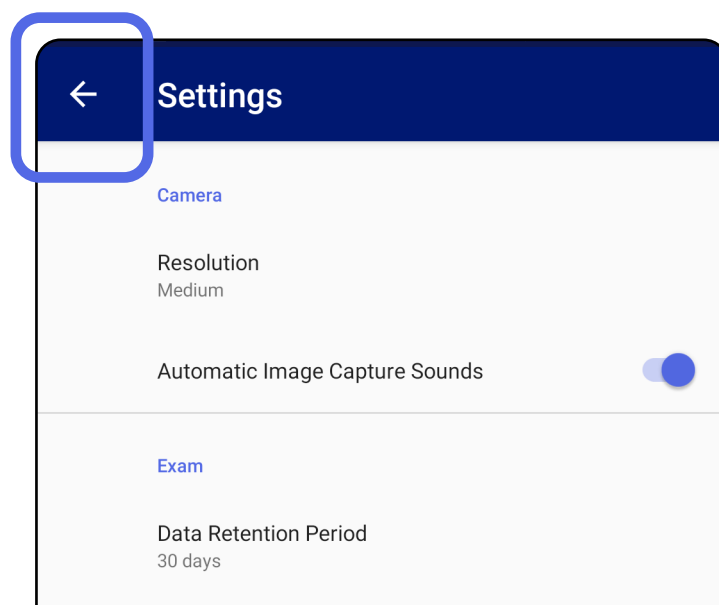 Settings
Camera
Resolution
Medium
Automatic Image Capture Sounds
Exam
Data Retention Period
30 days